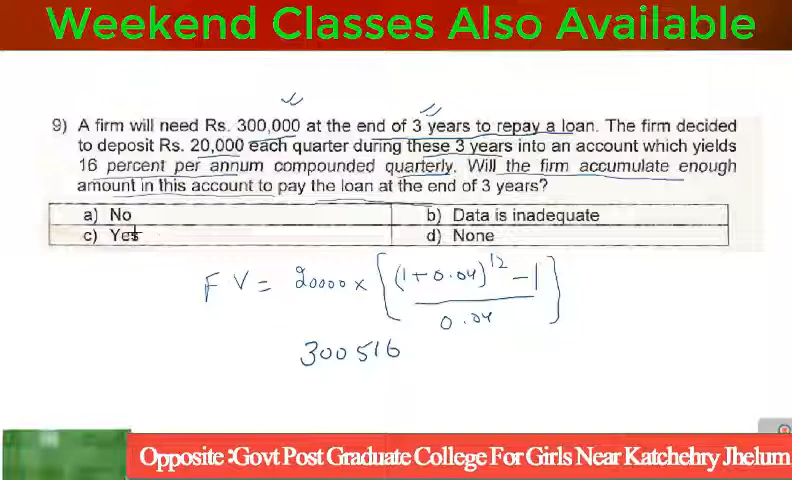 Weekend Classes Also Available
9) A firm will need Rs. 300,000 at the end of 3 years to repay a loan. The firm decided
to deposit Rs. 20,000 each quarter during these 3 years into an account which yields
16 percent per annum compounded quarterly. Will the firm accumulate enough
amount in this account to pay the loan at the end of 3 years?
a) No b) Data is inadequate
c) Yes d) None
FV = 20000 × [(1+0.04)^12 - 1
0.04]
300516
Opposite :Govt Post Graduate College For Girls Near Katchehry Jhelum